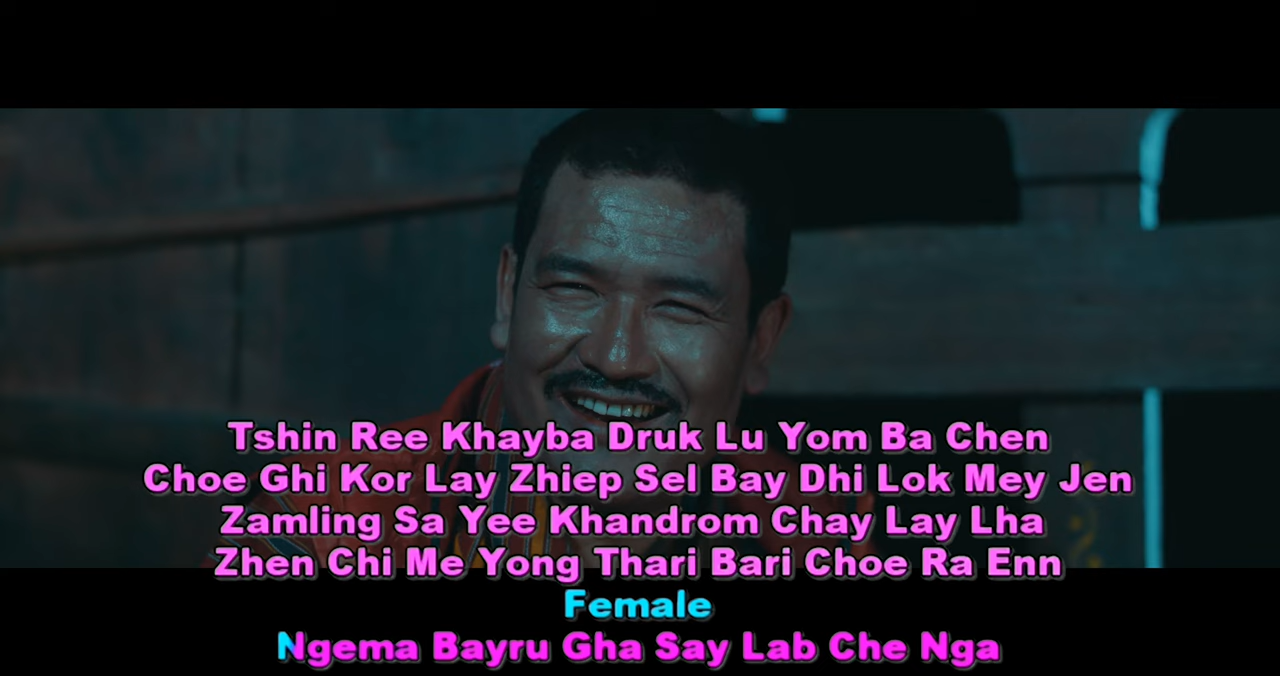 Tshin Ree Khayba Druk Lu Yom Ba Chen
Choe Ghi Kor Lay Zhiep Sel Bay Dhi Lok Mey Jen
Zamling Sa Yee Khandrom Chay Lay Lha
Zhen Chi Me Yong Thari Bari Choe Ra Enn
Female
Ngema Bayru Gha Say Lab Che Nga